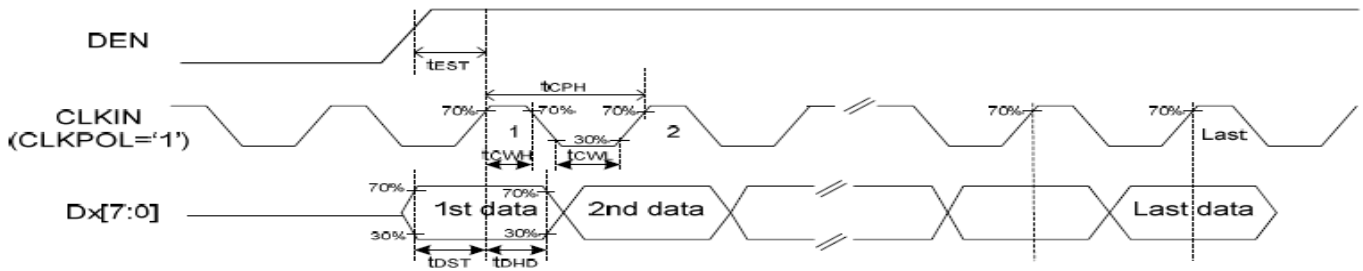 DEN
tEST
tCPH
CLKIN
(CLKPOL='1')
70%
70%
70%
70%
70%
1
2
Last
30%
tCWH
tCWL
Dx[7:0]
70%
70%
1st data
2nd data
Last data
30%
30%
tDST
tDHD